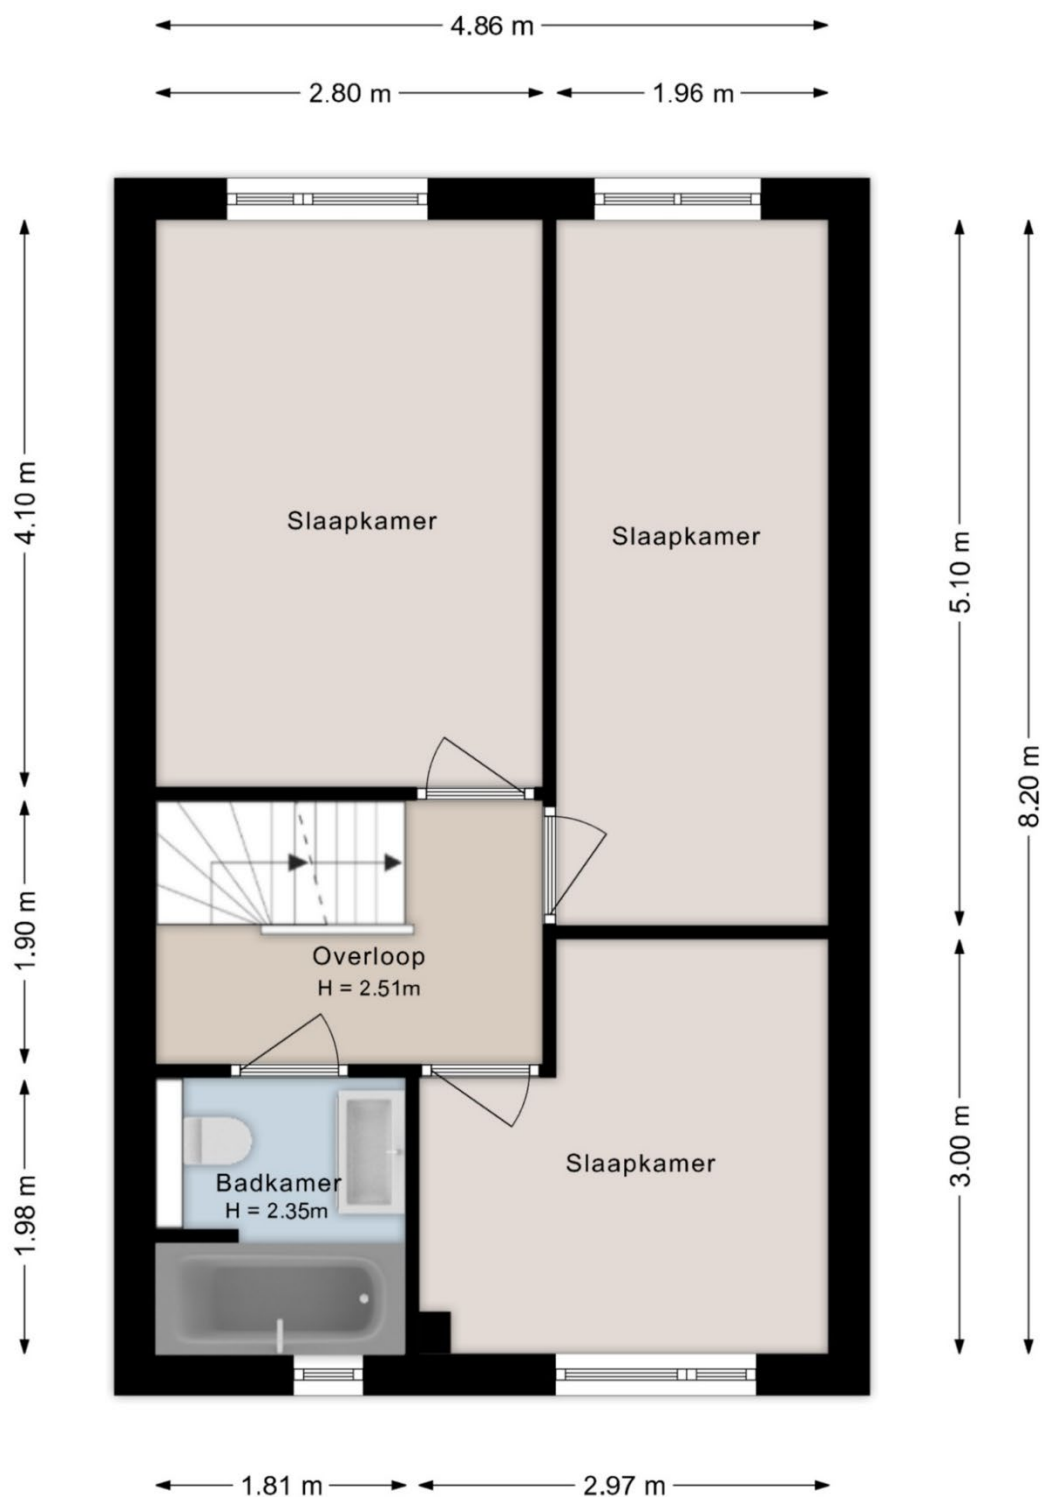 4.86 m
2.80 m
1.96 m
4.10 m
Slaapkamer
Slaapkamer
5.10 m
8.20 m
1.90 m
Overloop
H = 2.51m
Slaapkamer
3.00 m
1.98 m
Badkamer
H = 2.35m
1.81 m
2.97 m